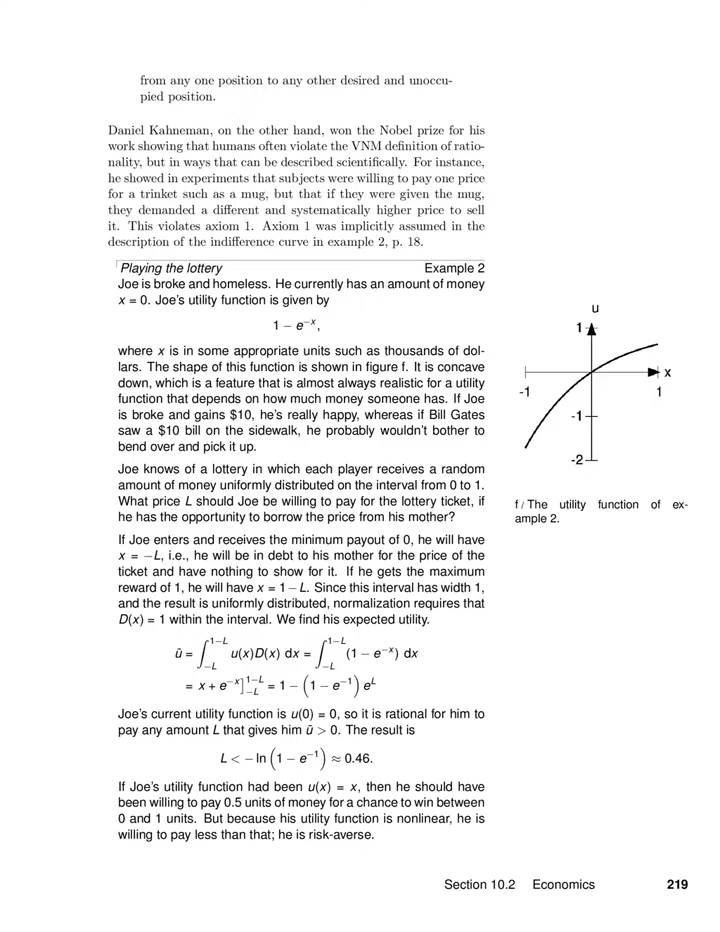 from any one position to any other desired and unoccu-
pied position.
Daniel Kahneman, on the other hand, won the Nobel prize for his
work showing that humans often violate the VNM definition of ratio-
nality, but in ways that can be described scientifically. For instance,
he showed in experiments that subjects were willing to pay one price
for a trinket such as a mug, but that if they were given the mug,
they demanded a different and systematically higher price to sell
it. This violates axiom 1. Axiom 1 was implicitly assumed in the
description of the indifference curve in example 2, p. 18.
Playing the lottery Example 2
Joe is broke and homeless. He currently has an amount of money
x = 0. Joe's utility function is given by
1 − e^{−x},
where x is in some appropriate units such as thousands of dol-
lars. The shape of this function is shown in figure f. It is concave
down, which is a feature that is almost always realistic for a utility
function that depends on how much money someone has. If Joe
is broke and gains $10, he's really happy, whereas if Bill Gates
saw a $10 bill on the sidewalk, he probably wouldn't bother to
bend over and pick it up.
Joe knows of a lottery in which each player receives a random
amount of money uniformly distributed on the interval from 0 to 1.
What price L should Joe be willing to pay for the lottery ticket, if
he has the opportunity to borrow the price from his mother?
If Joe enters and receives the minimum payout of 0, he will have
x = −L, i.e., he will be in debt to his mother for the price of the
ticket and have nothing to show for it. If he gets the maximum
reward of 1, he will have x = 1 − L. Since this interval has width 1,
and the result is uniformly distributed, normalization requires that
D(x) = 1 within the interval. We find his expected utility.
ū = ∫_{−L}^{1−L} u(x)D(x) dx = ∫_{−L}^{1−L} (1 − e^{−x}) dx
= x + e^{−x}]_{−L}^{1−L} = 1 − (1 − e^{−1}) e^L
Joe's current utility function is u(0) = 0, so it is rational for him to
pay any amount L that gives him ū > 0. The result is
L < − ln (1 − e^{−1}) ≈ 0.46.
If Joe's utility function had been u(x) = x, then he should have
been willing to pay 0.5 units of money for a chance to win between
0 and 1 units. But because his utility function is nonlinear, he is
willing to pay less than that; he is risk-averse.
u
1
x
-1
1
-1
-2
f / The utility function of ex-
ample 2.
Section 10.2 Economics 219